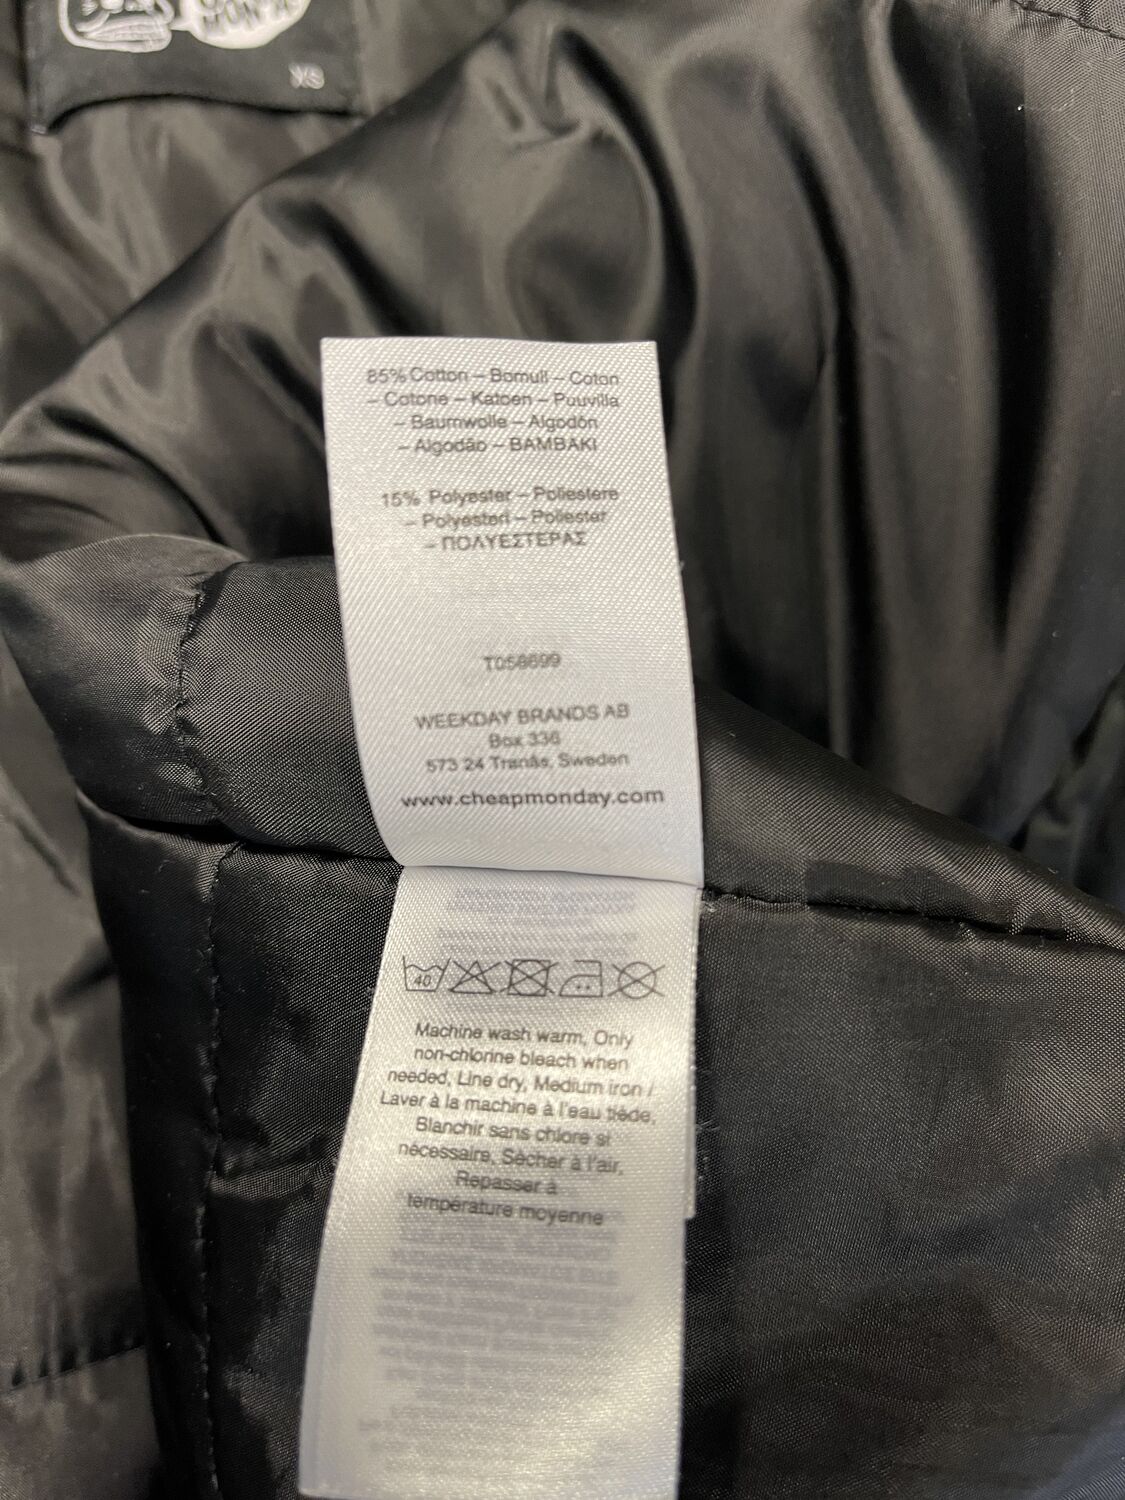 XS
85% Cotton – Bomull – Coton
– Cotone – Katoen – Puuvilla
– Baumwolle – Algodón
– Algodão – BAMBAKI
15% Polyester – Poliestere
– Polyesteri – Poliester
– ΠΟΛΥΕΣΤΕΡΑΣ
T058699
WEEKDAY BRANDS AB
Box 336
573 24 Tranås, Sweden
www.cheapmonday.com
40
Machine wash warm, Only
non-chlorine bleach when
needed, Line dry, Medium iron /
Laver à la machine à l'eau tiède,
Blanchir sans chlore si
nécessaire, Sècher à l'air,
Repasser à
température moyenne